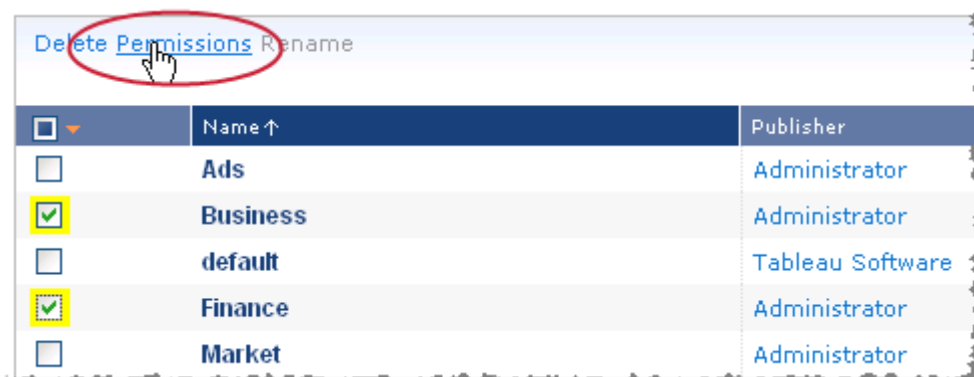 Delete Permissions Rename
Name↑ Publisher
Ads Administrator
Business Administrator
default Tableau Software
Finance Administrator
Market Administrator